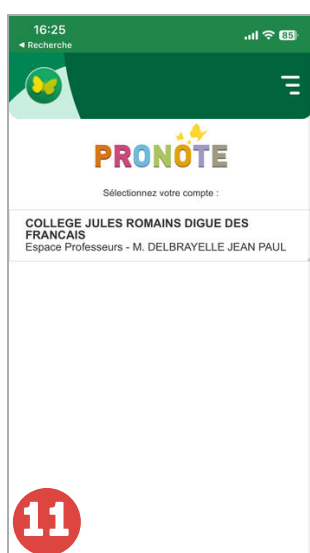 16:25
85
◄ Recherche
PRONOTE
Sélectionnez votre compte :
COLLEGE JULES ROMAINS DIGUE DES
FRANCAIS
Espace Professeurs - M. DELBRAYELLE JEAN PAUL
11